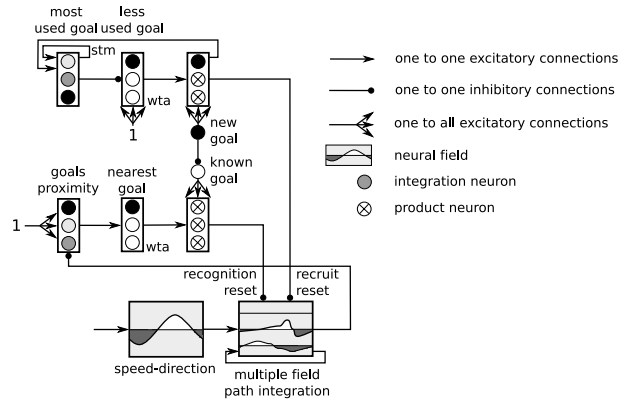 most
used goal
less
used goal
stm
wta
1
new
goal
known
goal
goals
proximity
nearest
goal
1
wta
recognition
reset
recruit
reset
speed-direction
multiple field
path integration
one to one excitatory connections
one to one inhibitory connections
one to all excitatory connections
neural field
integration neuron
product neuron